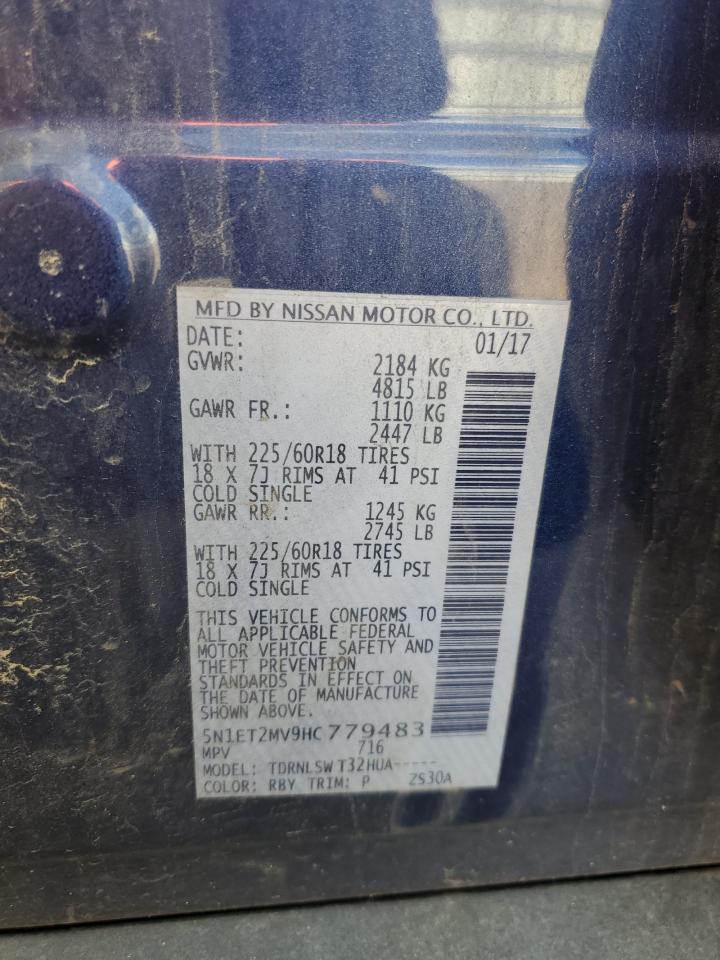 MFD BY NISSAN MOTOR CO., LTD.
DATE: 01/17
GVWR: 2184 KG
4815 LB
GAWR FR.: 1110 KG
2447 LB
WITH 225/60R18 TIRES
18 X 7J RIMS AT 41 PSI
COLD SINGLE
GAWR RR.: 1245 KG
2745 LB
WITH 225/60R18 TIRES
18 X 7J RIMS AT 41 PSI
COLD SINGLE
THIS VEHICLE CONFORMS TO
ALL APPLICABLE FEDERAL
MOTOR VEHICLE SAFETY AND
THEFT PREVENTION
STANDARDS IN EFFECT ON
THE DATE OF MANUFACTURE
SHOWN ABOVE.
5N1ET2MV9HC 779483
MPV 716
MODEL: TDRNLSW T32HUA-----
COLOR: RBY TRIM: P ZS30A